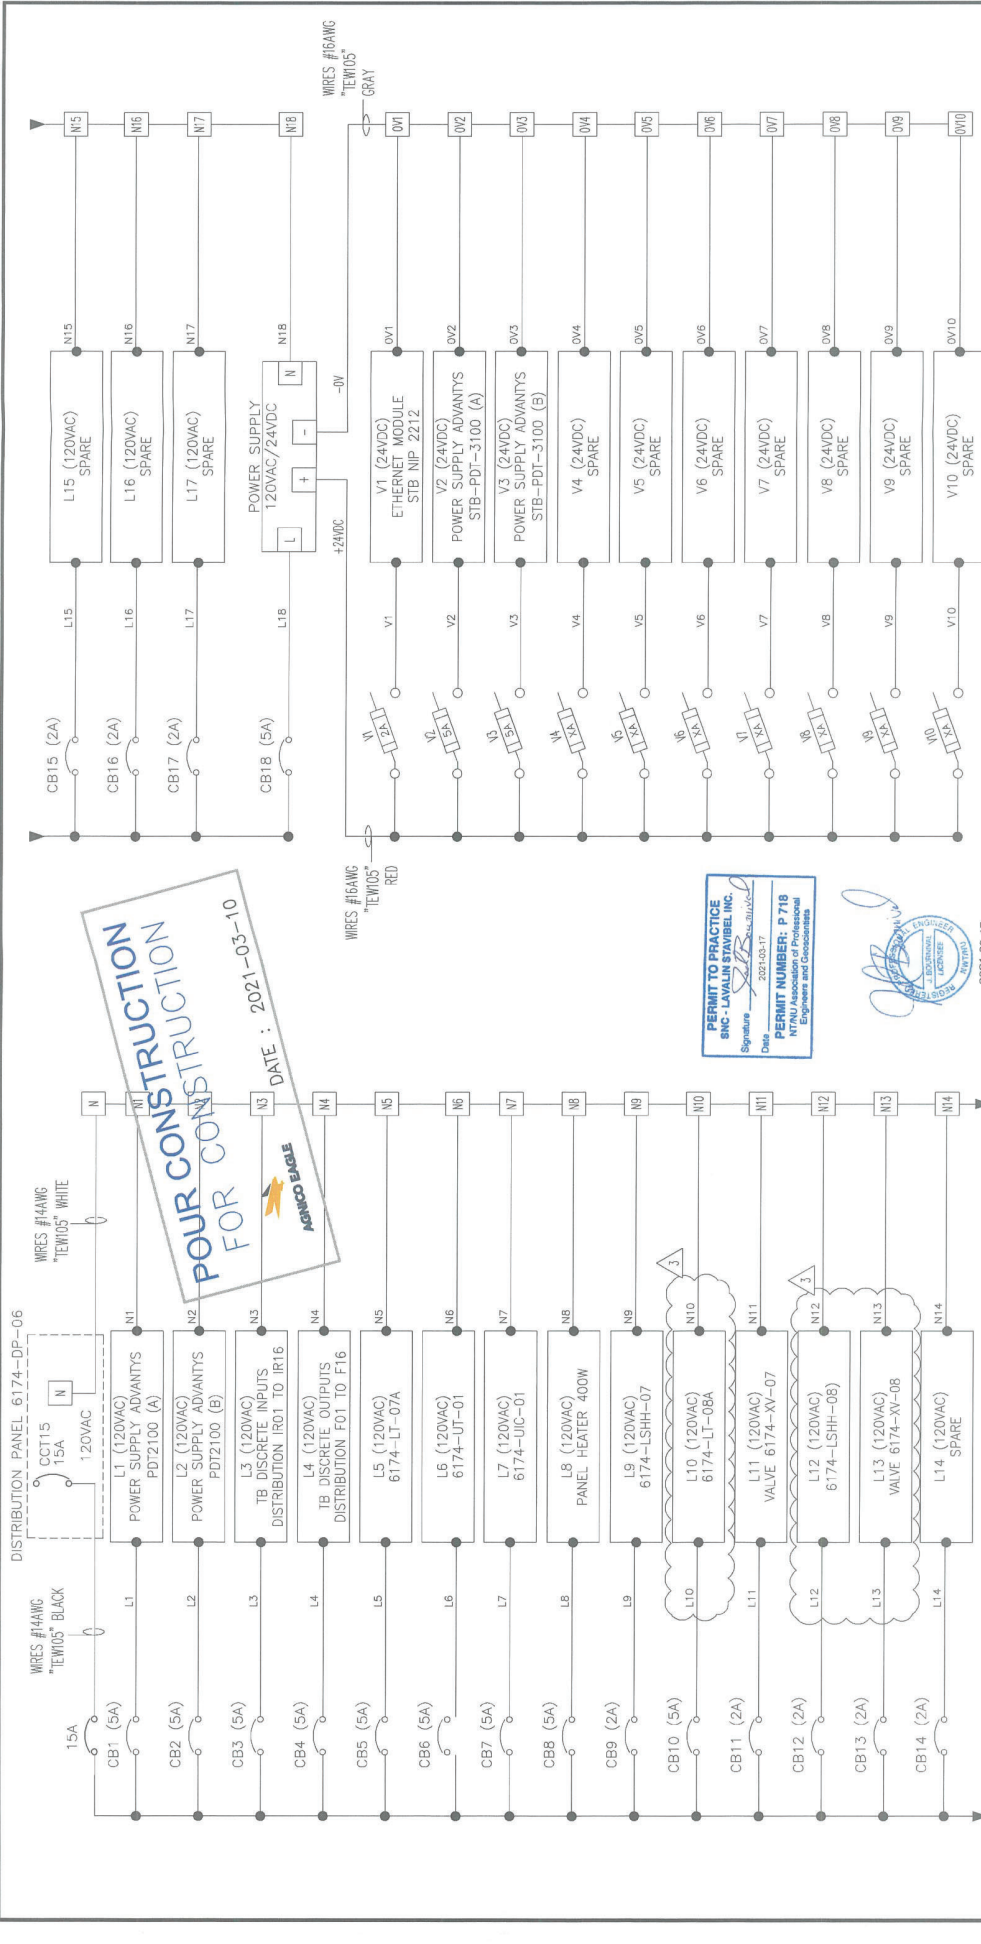 DISTRIBUTION PANEL 6174-DP-06
WIRES #14AWG
"TEW105" BLACK
WIRES #14AWG
"TEW105" WHITE
15A
CCT15
15A
120VAC
N
N
CB1 (5A)
L1
L1 (120VAC)
POWER SUPPLY ADVANTYS
PDT2100 (A)
N1
N1
CB2 (5A)
L2
L2 (120VAC)
POWER SUPPLY ADVANTYS
PDT2100 (B)
N2
N2
CB3 (5A)
L3
L3 (120VAC)
TB DISCRETE INPUTS
DISTRIBUTION IR01 TO IR16
N3
N3
CB4 (5A)
L4
L4 (120VAC)
TB DISCRETE OUTPUTS
DISTRIBUTION F01 TO F16
N4
N4
CB5 (5A)
L5
L5 (120VAC)
6174-LT-07A
N5
N5
CB6 (5A)
L6
L6 (120VAC)
6174-UT-01
N6
N6
CB7 (5A)
L7
L7 (120VAC)
6174-UIC-01
N7
N7
CB8 (5A)
L8
L8 (120VAC)
PANEL HEATER 400W
N8
N8
CB9 (2A)
L9
L9 (120VAC)
6174-LSHH-07
N9
N9
CB10 (5A)
L10
L10 (120VAC)
6174-LT-08A
N10
3
N10
CB11 (2A)
L11
L11 (120VAC)
VALVE 6174-XV-07
N11
N11
CB12 (2A)
L12
L12 (120VAC)
6174-LSHH-08)
N12
3
N12
CB13 (2A)
L13
L13 (120VAC)
VALVE 6174-XV-08
N13
N13
CB14 (2A)
L14
L14 (120VAC)
SPARE
N14
N14
POUR CONSTRUCTION
FOR CONSTRUCTION
AGNICO EAGLE
DATE : 2021-03-10
PERMIT TO PRACTICE
SNC - LAVALIN STAVIBEL INC.
Signature
Date 2021-03-17
PERMIT NUMBER: P 718
NT/NU Association of Professional
Engineers and Geoscientists
REGISTERED PROFESSIONAL ENGINEER
J. BOURNIVAL
LICENSEE
NWT/NU
CB15 (2A)
L15
L15 (120VAC)
SPARE
N15
N15
CB16 (2A)
L16
L16 (120VAC)
SPARE
N16
N16
CB17 (2A)
L17
L17 (120VAC)
SPARE
N17
N17
CB18 (5A)
L18
POWER SUPPLY
120VAC/24VDC
L
+
-
N
N18
N18
+24VDC
-0V
WIRES #16AWG
"TEW105"
RED
WIRES #16AWG
"TEW105"
GRAY
V1
2A
V1
V1 (24VDC)
ETHERNET MODULE
STB NIP 2212
0V1
0V1
V2
5A
V2
V2 (24VDC)
POWER SUPPLY ADVANTYS
STB-PDT-3100 (A)
0V2
0V2
V3
5A
V3
V3 (24VDC)
POWER SUPPLY ADVANTYS
STB-PDT-3100 (B)
0V3
0V3
V4
XA
V4
V4 (24VDC)
SPARE
0V4
0V4
V5
XA
V5
V5 (24VDC)
SPARE
0V5
0V5
V6
XA
V6
V6 (24VDC)
SPARE
0V6
0V6
V7
XA
V7
V7 (24VDC)
SPARE
0V7
0V7
V8
XA
V8
V8 (24VDC)
SPARE
0V8
0V8
V9
XA
V9
V9 (24VDC)
SPARE
0V9
0V9
V10
XA
V10
V10 (24VDC)
SPARE
0V10
0V10